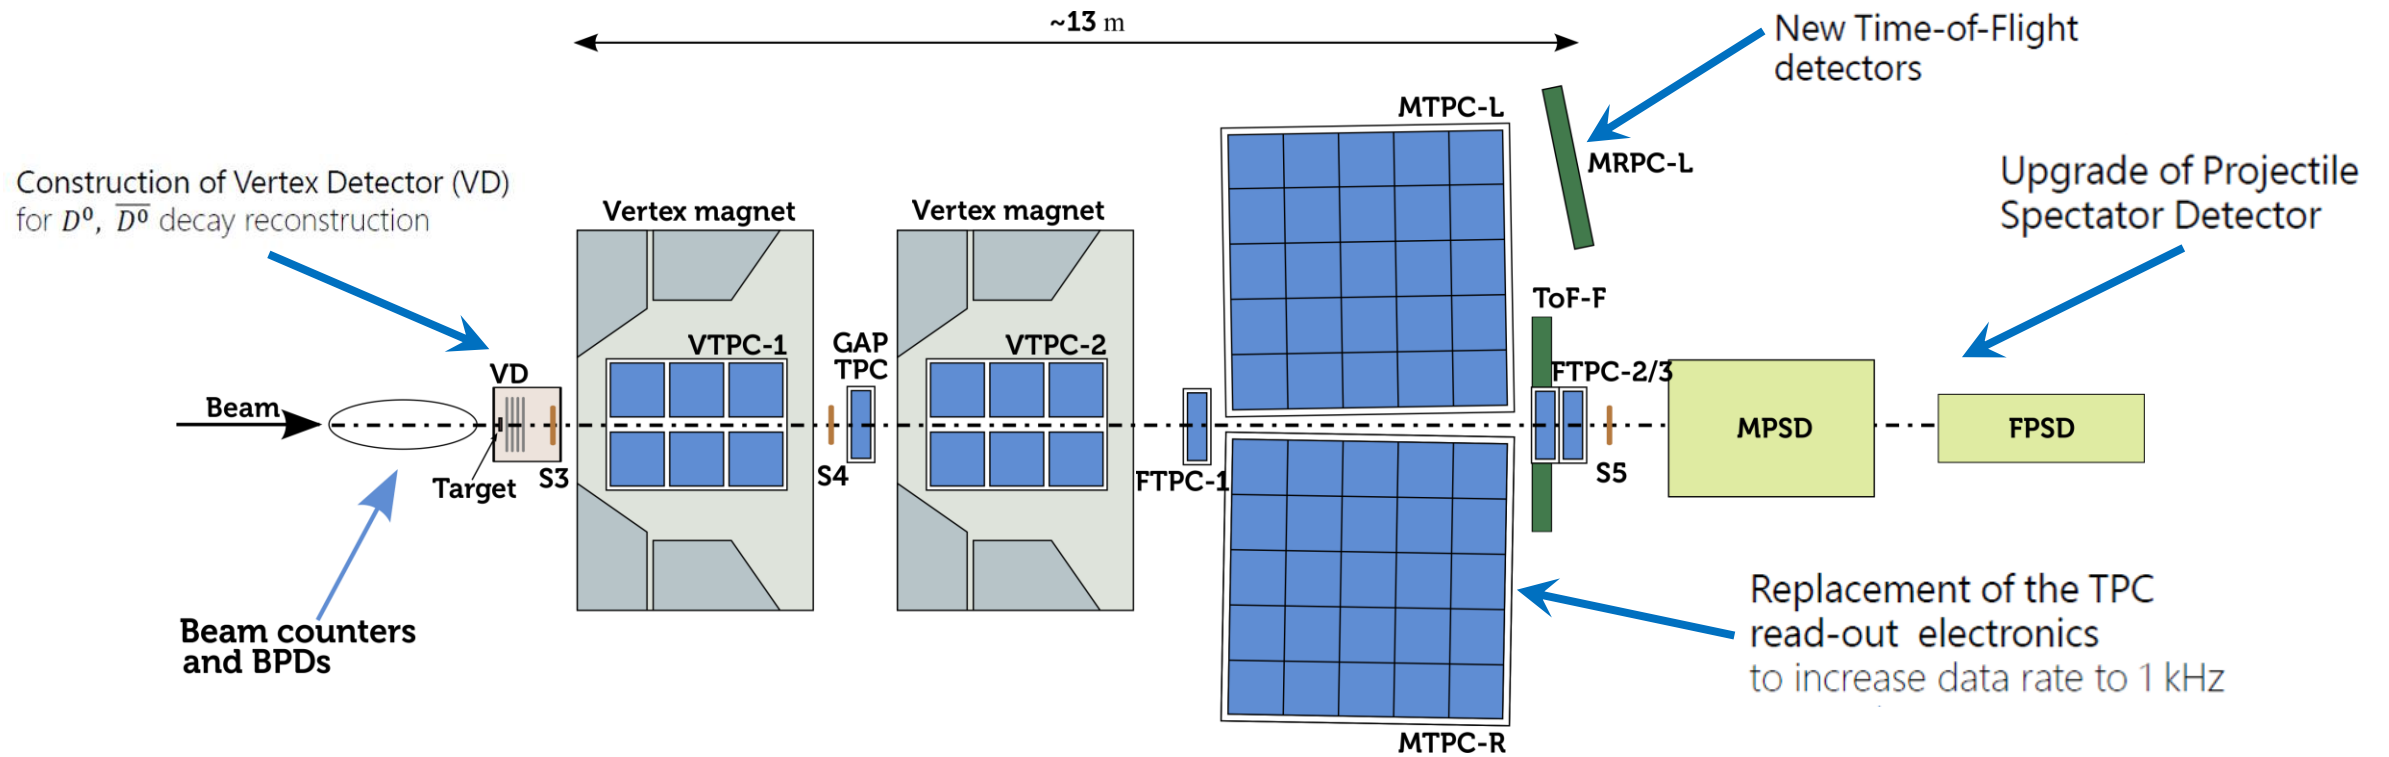 ~13 m
New Time-of-Flight
detectors
MTPC-L
MRPC-L
Construction of Vertex Detector (VD)
for D⁰, D̅⁰ decay reconstruction
Upgrade of Projectile
Spectator Detector
Vertex magnet
Vertex magnet
ToF-F
VTPC-1
GAP
TPC
VTPC-2
FTPC-2/3
VD
Beam
MPSD
FPSD
Target
S3
S4
FTPC-1
S5
Beam counters
and BPDs
Replacement of the TPC
read-out electronics
to increase data rate to 1 kHz
MTPC-R